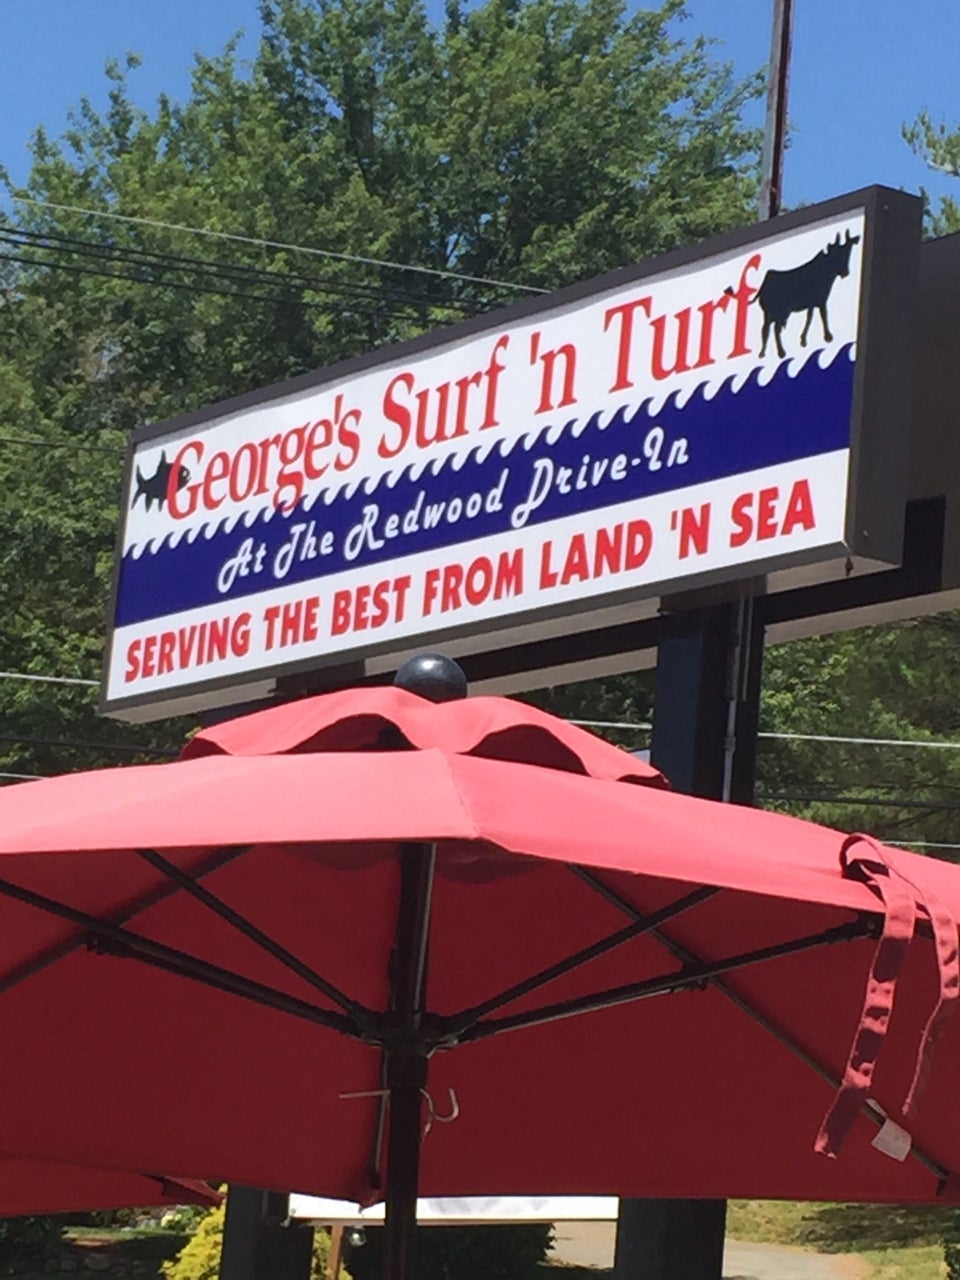 George's Surf 'n Turf
At The Redwood Drive-In
SERVING THE BEST FROM LAND 'N SEA